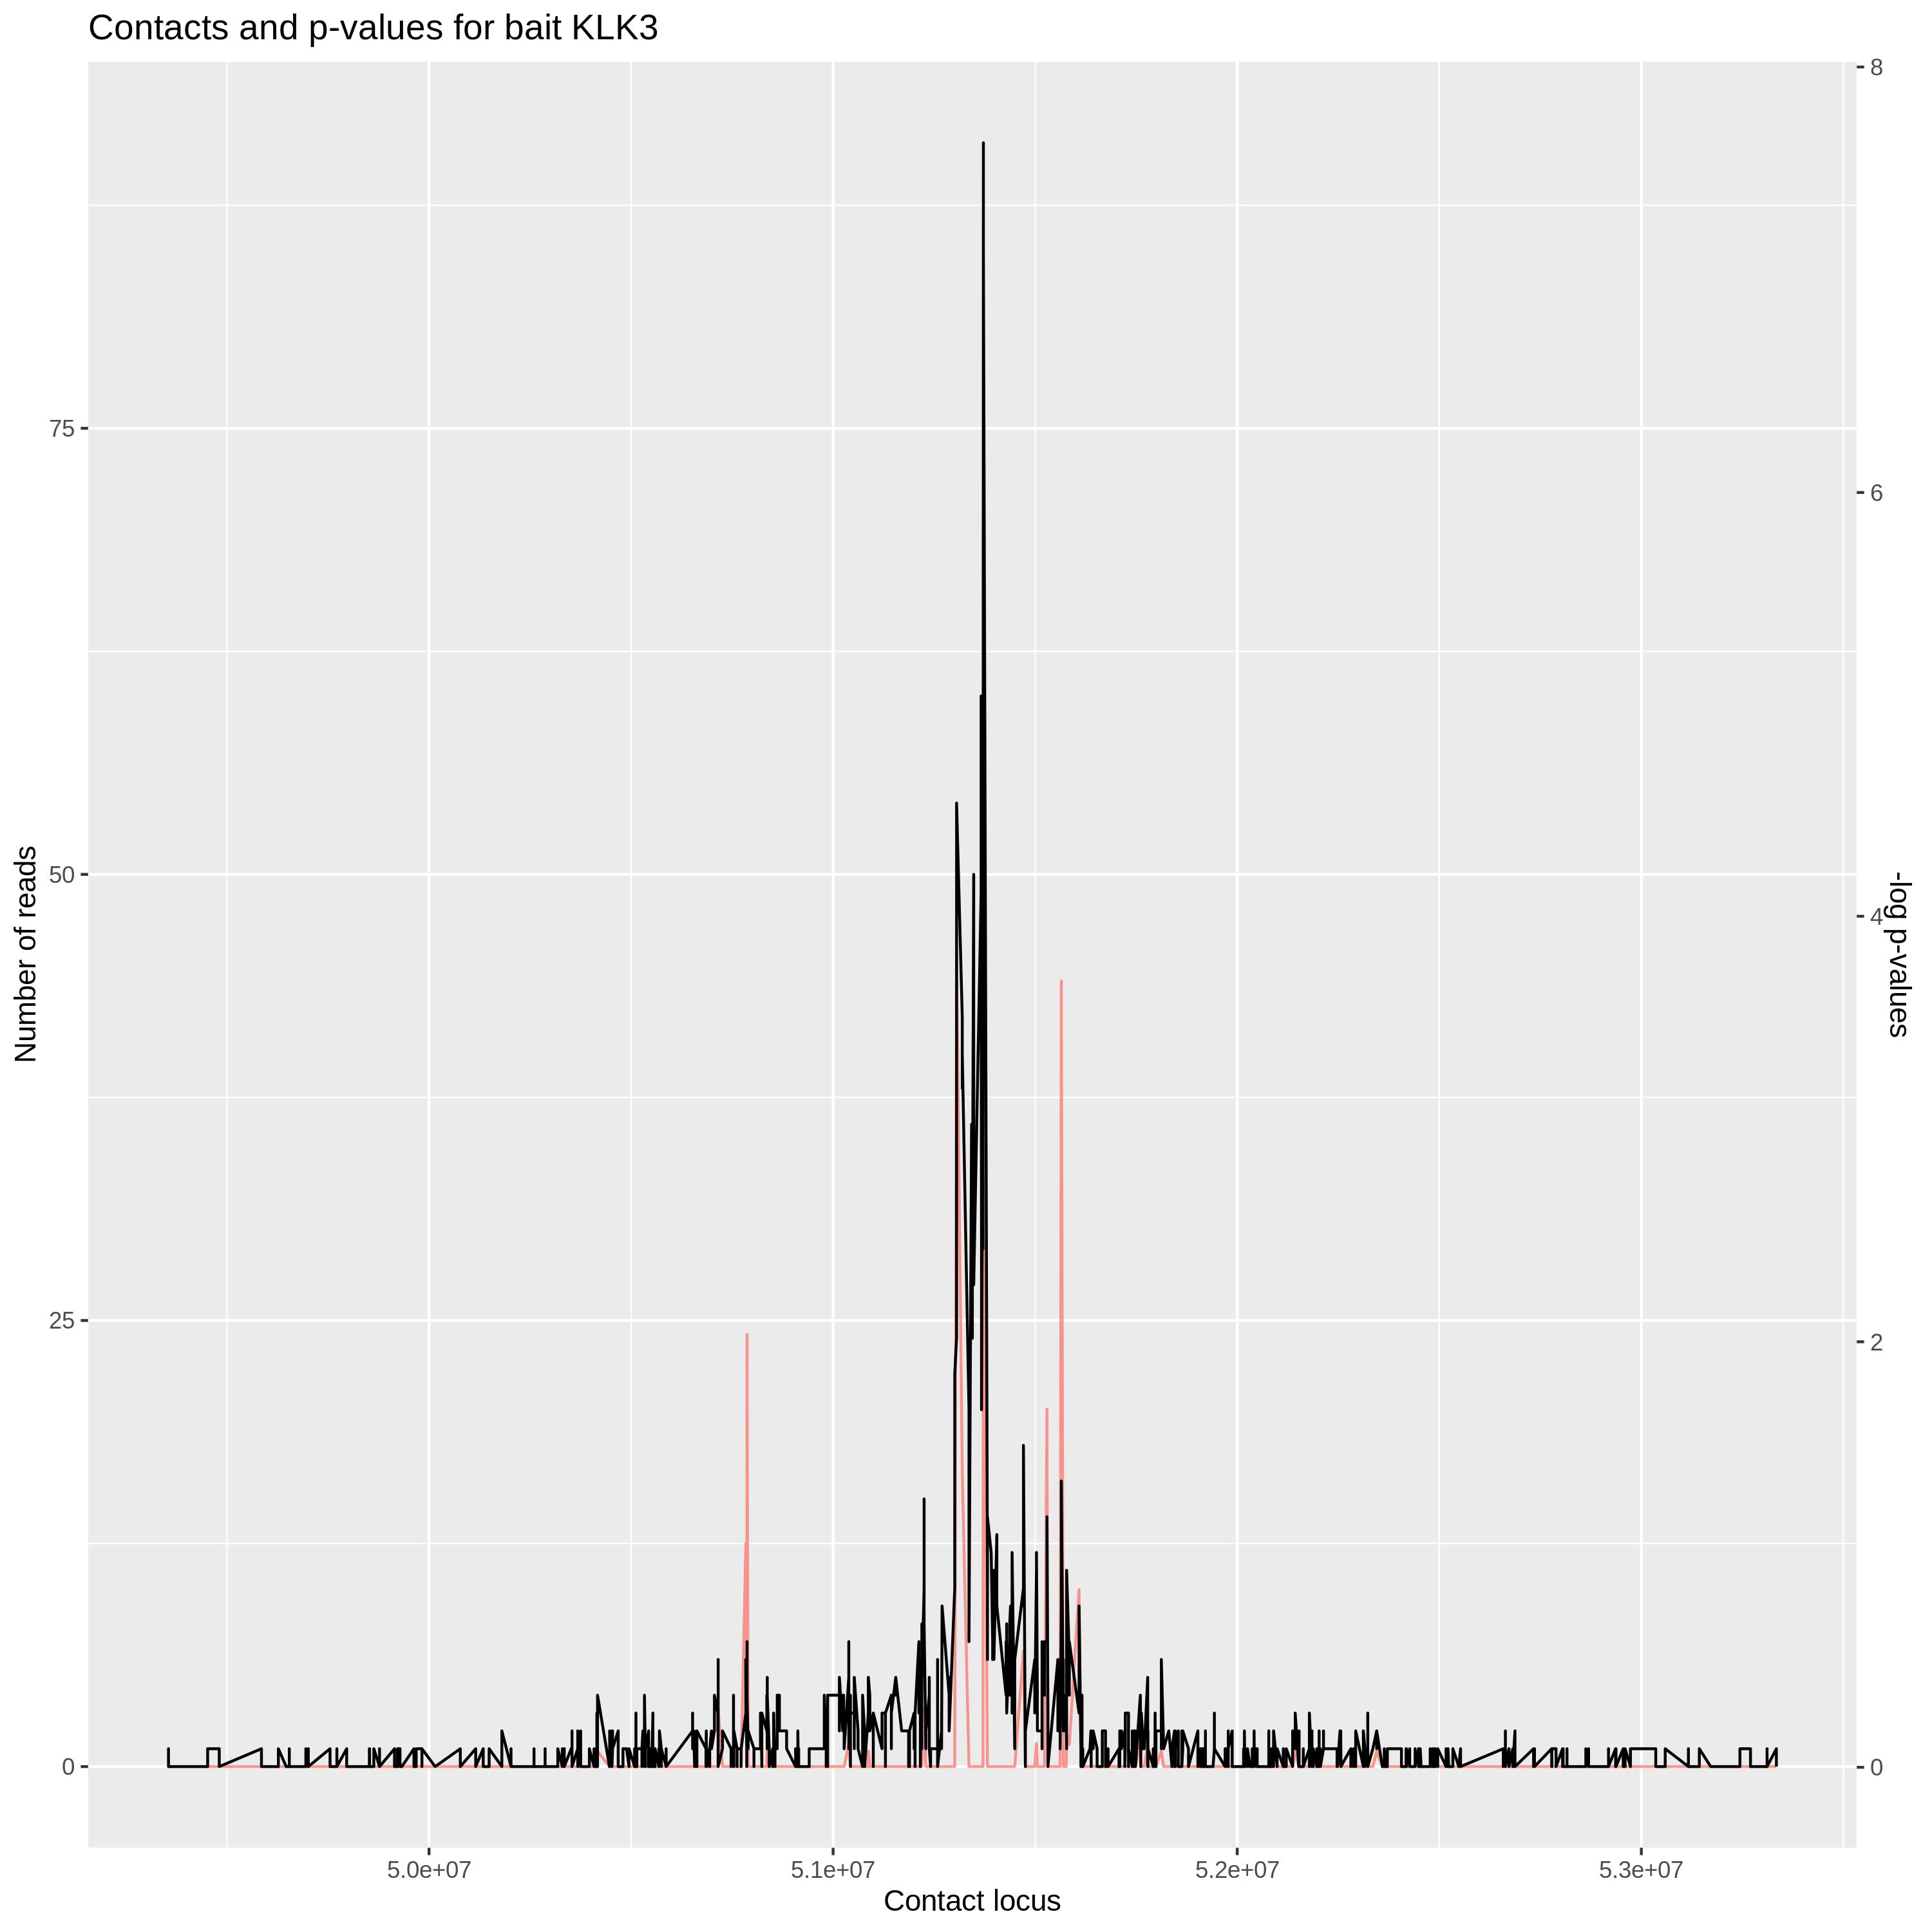 Contacts and p-values for bait KLK3
8
75
6
50
4
25
2
0
0
Number of reads
-log p-values
5.0e+07
5.1e+07
5.2e+07
5.3e+07
Contact locus